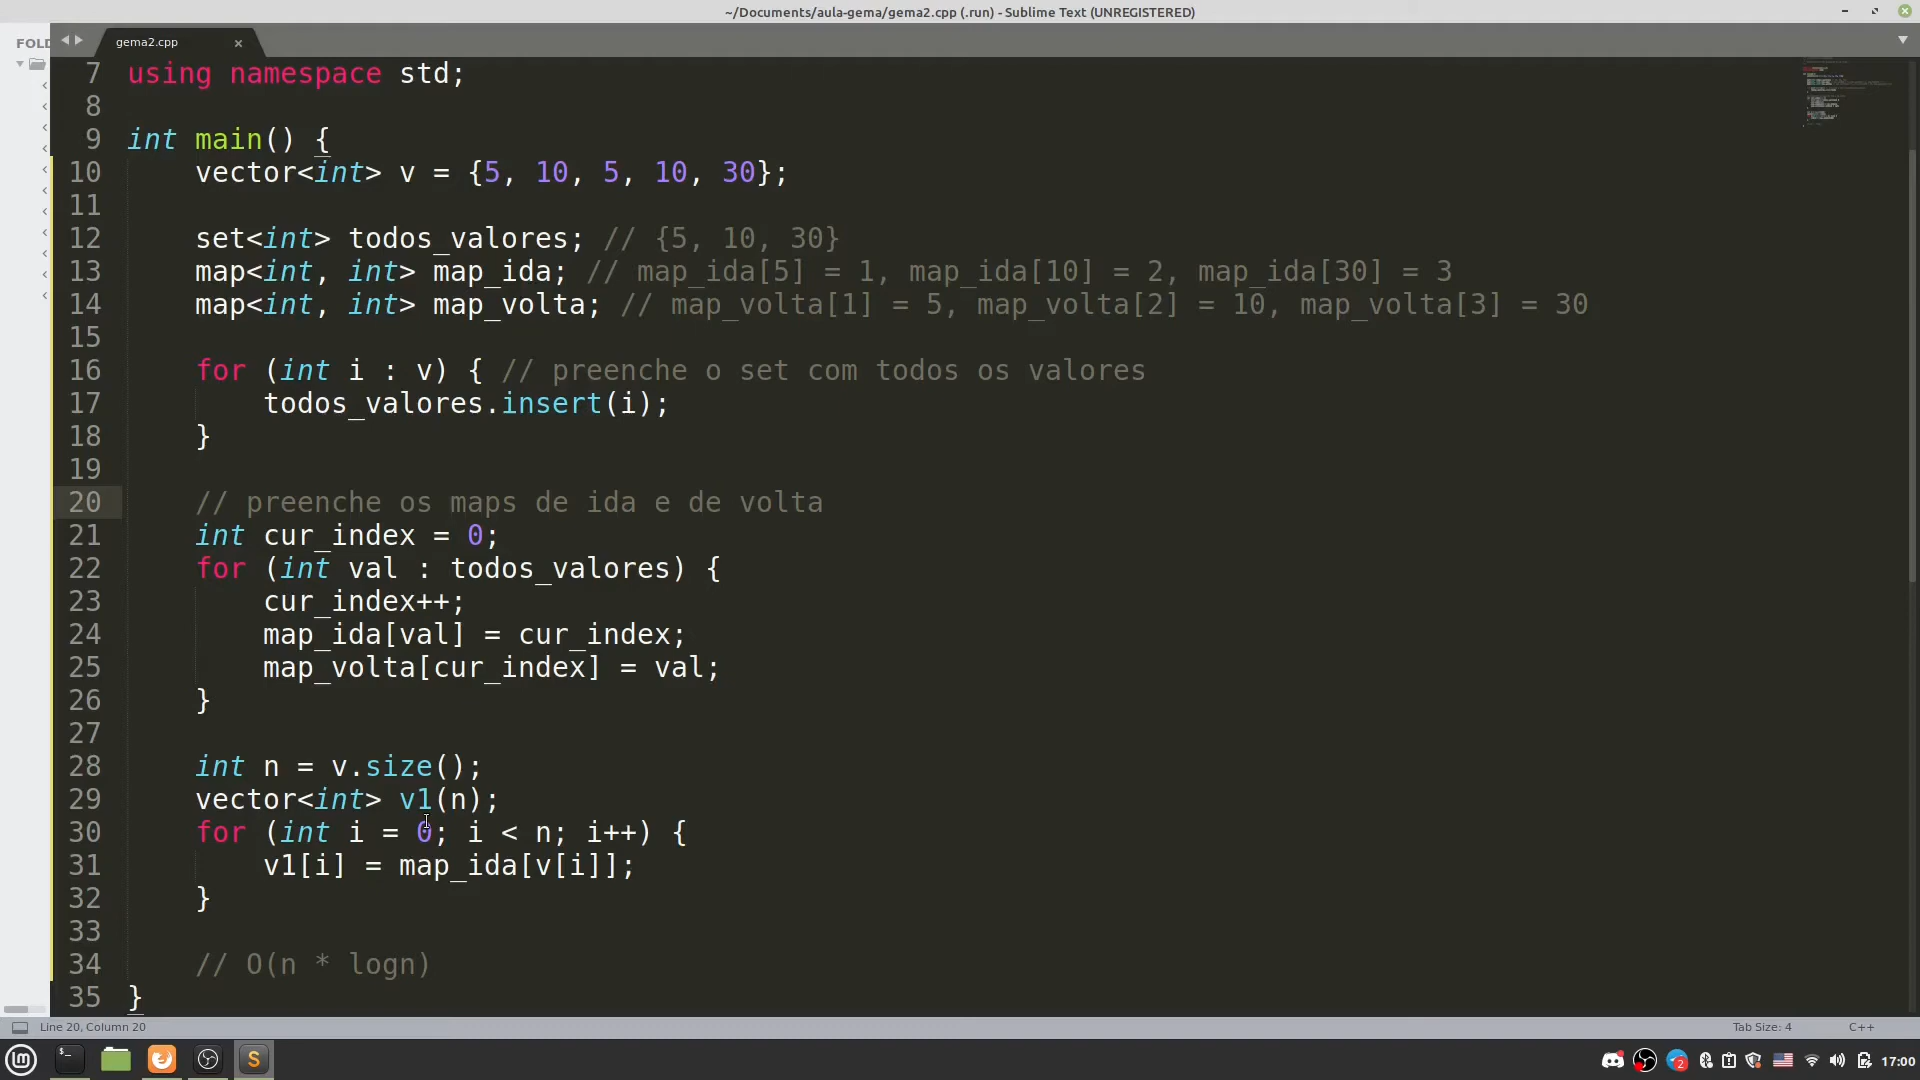 ~/Documents/aula-gema/gema2.cpp (.run) - Sublime Text (UNREGISTERED)
FOLD
gema2.cpp
7 using namespace std;
8
9 int main() {
10 vector<int> v = {5, 10, 5, 10, 30};
11
12 set<int> todos_valores; // {5, 10, 30}
13 map<int, int> map_ida; // map_ida[5] = 1, map_ida[10] = 2, map_ida[30] = 3
14 map<int, int> map_volta; // map_volta[1] = 5, map_volta[2] = 10, map_volta[3] = 30
15
16 for (int i : v) { // preenche o set com todos os valores
17 todos_valores.insert(i);
18 }
19
20 // preenche os maps de ida e de volta
21 int cur_index = 0;
22 for (int val : todos_valores) {
23 cur_index++;
24 map_ida[val] = cur_index;
25 map_volta[cur_index] = val;
26 }
27
28 int n = v.size();
29 vector<int> v1(n);
30 for (int i = 0; i < n; i++) {
31 v1[i] = map_ida[v[i]];
32 }
33
34 // O(n * logn)
35 }
Line 20, Column 20
Tab Size: 4
C++
2
17:00